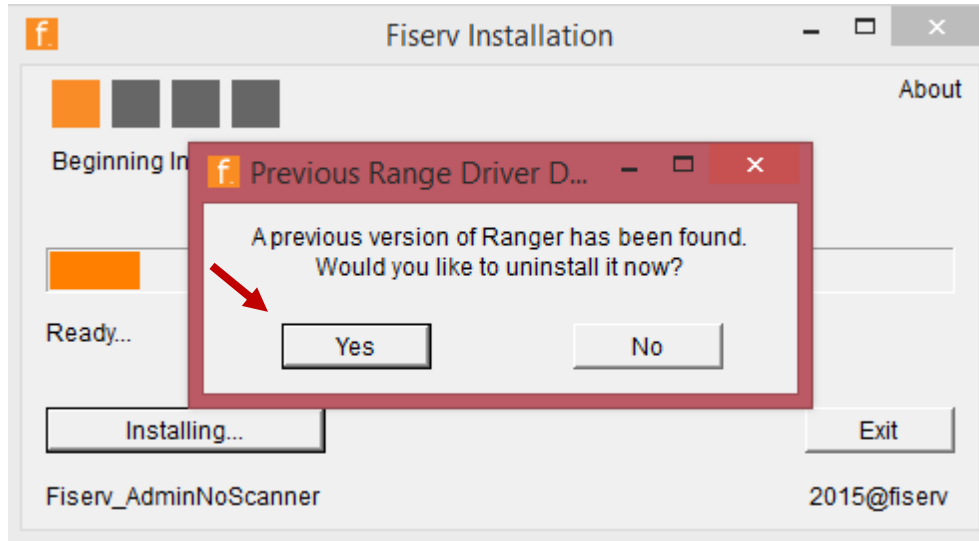 f.
Fiserv Installation
About
Beginning In
f.
Previous Range Driver D...
A previous version of Ranger has been found.
Would you like to uninstall it now?
Yes
No
Ready...
Installing...
Exit
Fiserv_AdminNoScanner
2015@fiserv